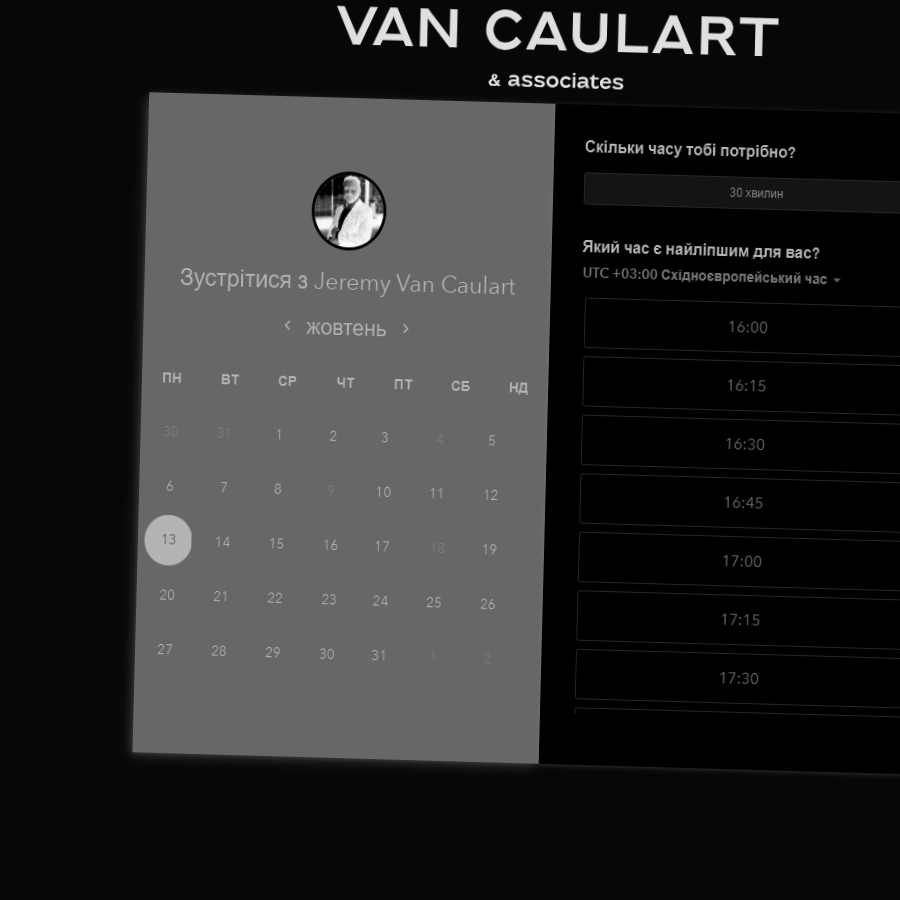 VAN CAULART
& associates
Зустрітися з Jeremy Van Caulart
жовтень
ПН ВТ СР ЧТ ПТ СБ НД
30 31 1 2 3 4 5
6 7 8 9 10 11 12
13 14 15 16 17 18 19
20 21 22 23 24 25 26
27 28 29 30 31 1 2
Скільки часу тобі потрібно?
30 хвилин
Який час є найліпшим для вас?
UTC +03:00 Східноєвропейський час
16:00
16:15
16:30
16:45
17:00
17:15
17:30